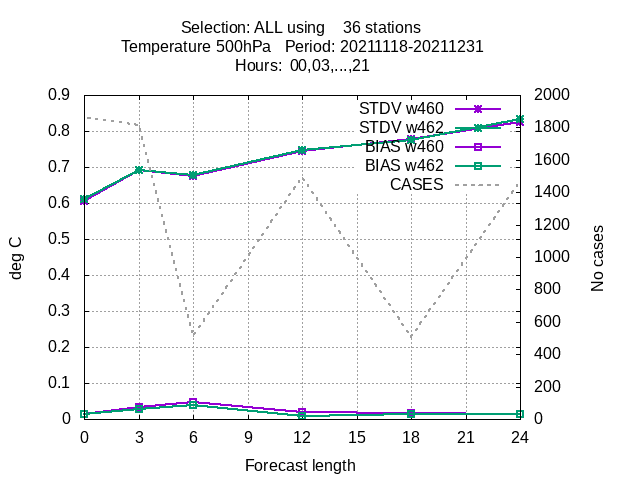 Selection: ALL using    36 stations
Temperature 500hPa   Period: 20211118-20211231
Hours:  00,03,...,21
0.9
0.8
0.7
0.6
0.5
0.4
0.3
0.2
0.1
0
deg C
STDV w460
STDV w462
BIAS w460
BIAS w462
CASES
2000
1800
1600
1400
1200
1000
800
600
400
200
0
No cases
0 3 6 9 12 15 18 21 24
Forecast length